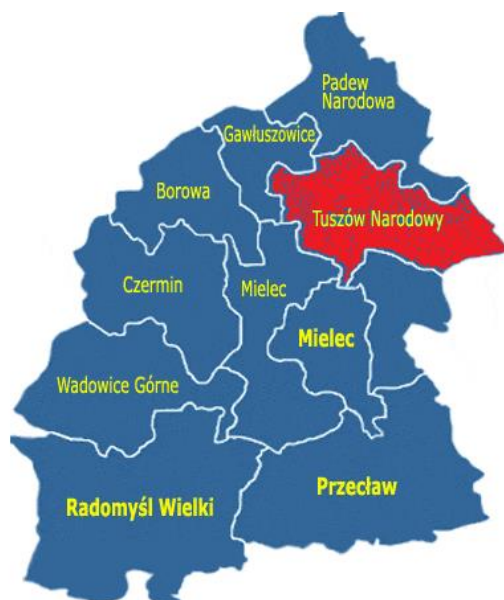 Padew
Narodowa
Gawłuszowice
Borowa
Tuszów Narodowy
Czermin
Mielec
Mielec
Wadowice Górne
Przecław
Radomyśl Wielki